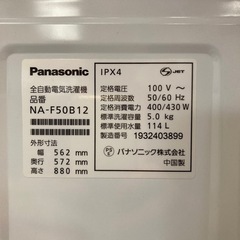 Panasonic
IPX4
JET
全自動電気洗濯機
品番
NA-F50B12
定格電圧 100 V~
定格周波数 50/60 Hz
定格消費電力 400/430 W
標準洗濯容量 5.0 kg
標準使用水量 114 L
製造番号 1932403899
外形寸法
幅 562 mm
奥行 572 mm
高さ 880 mm
パナソニック株式会社
中国製